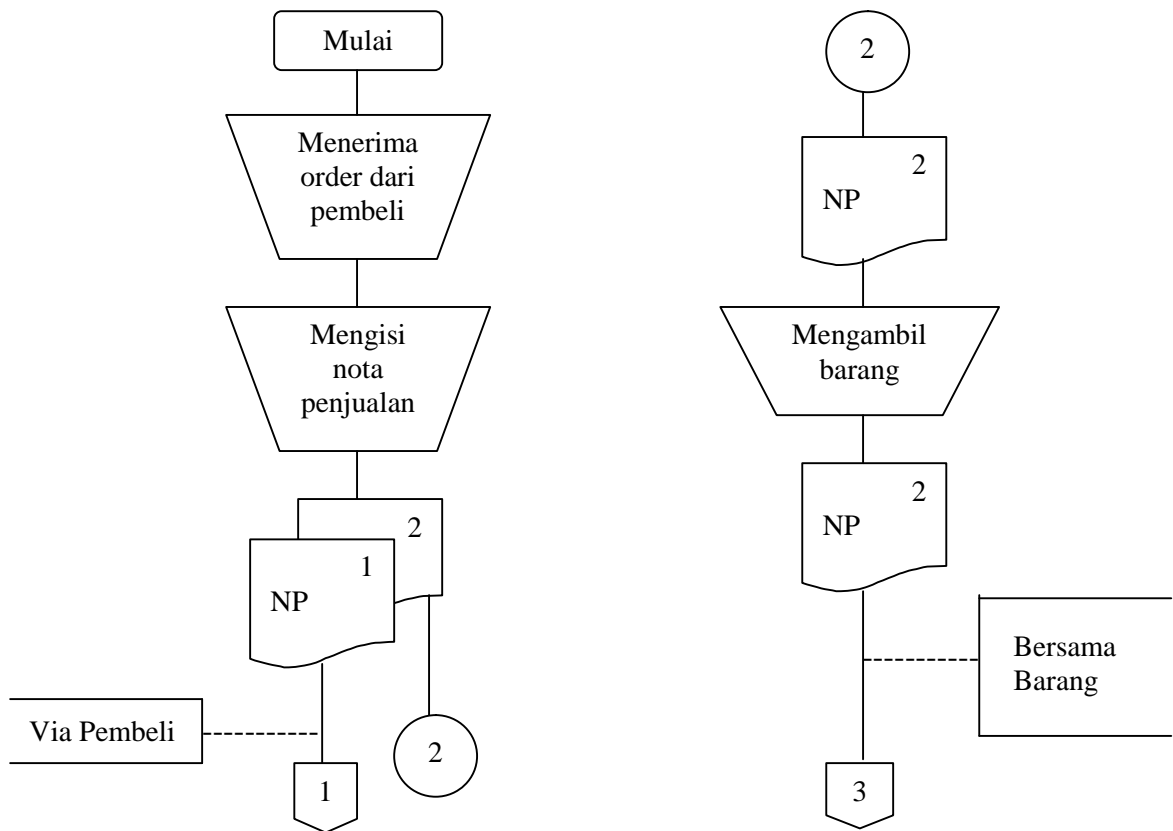 Mulai
Menerima
order dari
pembeli
Mengisi
nota
penjualan
2
1
NP
Via Pembeli
2
1
2
2
NP
Mengambil
barang
2
NP
Bersama
Barang
3